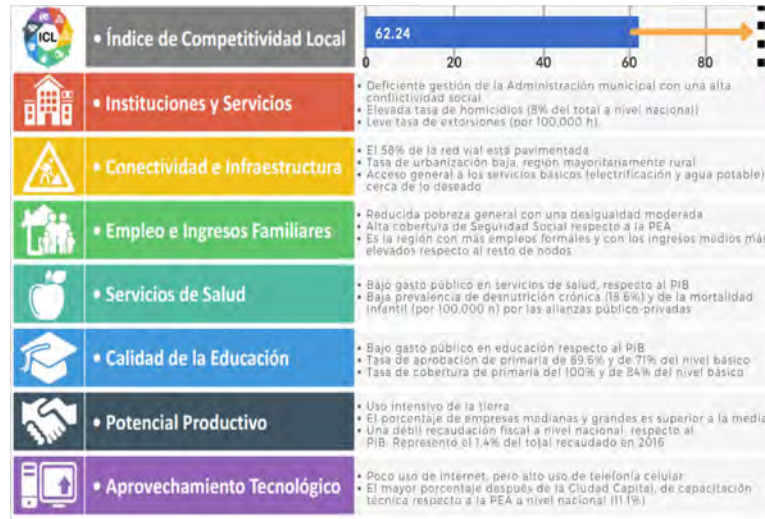 ICL
• Índice de Competitividad Local
62.24
0 20 40 60 80
• Instituciones y Servicios
• Deficiente gestión de la Administración municipal con una alta
conflictividad social
• Elevada tasa de homicidios (8% del total a nivel nacional)
• Leve tasa de extorsiones (por 100,000 h)
• Conectividad e Infraestructura
• El 58% de la red vial está pavimentada
• Tasa de urbanización baja, región mayoritariamente rural
• Acceso general a los servicios básicos (electrificación y agua potable)
cerca de lo deseado
• Empleo e Ingresos Familiares
• Reducida pobreza general con una desigualdad moderada
• Alta cobertura de Seguridad Social respecto a la PEA
• Es la región con más empleos formales y con los ingresos medios más
elevados respecto al resto de nodos
• Servicios de Salud
• Bajo gasto público en servicios de salud, respecto al PIB
• Baja prevalencia de desnutrición crónica (18.6%) y de la mortalidad
infantil (por 100,000 n) por las alianzas público-privadas
• Calidad de la Educación
• Bajo gasto público en educación respecto al PIB
• Tasa de aprobación de primaria de 69.6% y de 71% del nivel básico
• Tasa de cobertura de primaria del 100% y de 84% del nivel básico
• Potencial Productivo
• Uso intensivo de la tierra
• El porcentaje de empresas medianas y grandes es superior a la media
• Una débil recaudación fiscal a nivel nacional, respecto al
PIB. Representó el 1.4% del total recaudado en 2016
• Aprovechamiento Tecnológico
• Poco uso de Internet, pero alto uso de telefonía celular
• El mayor porcentaje después de la Ciudad Capital, de capacitación
técnica respecto a la PEA a nivel nacional (11.1%)